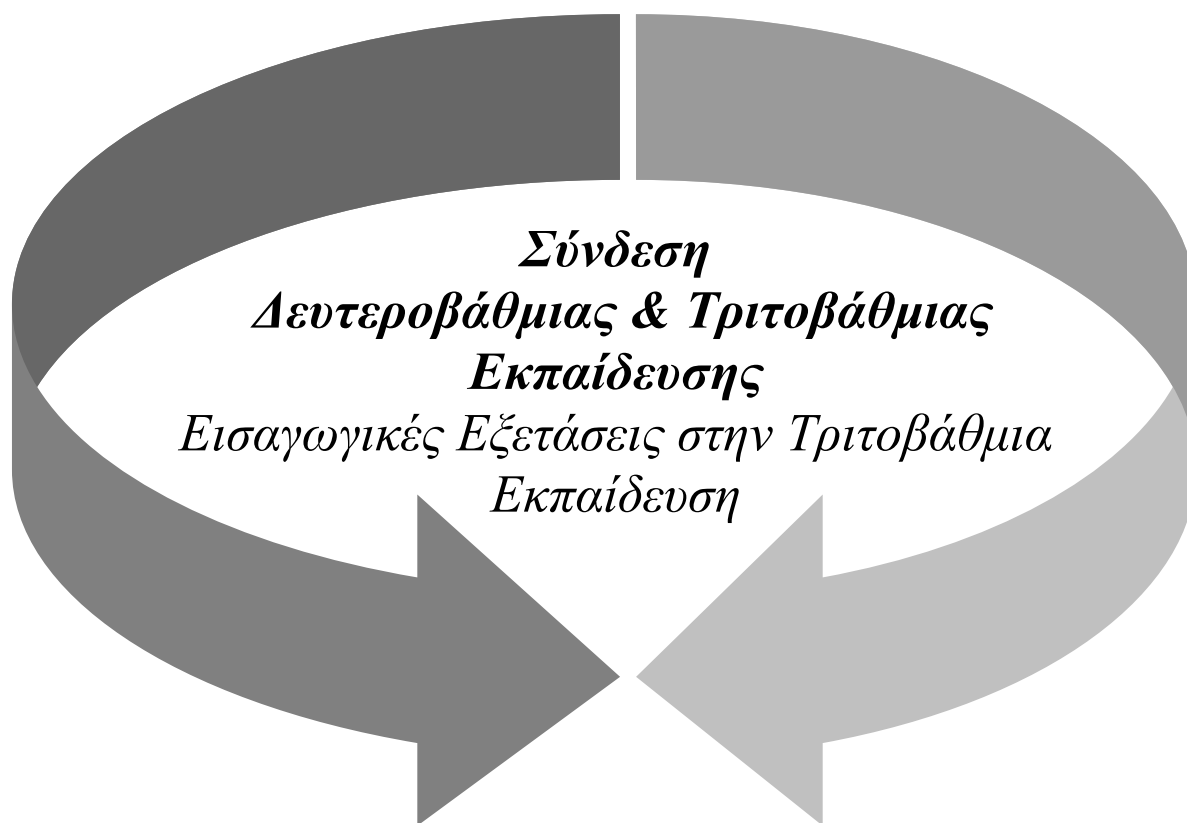 Σύνδεση
Δευτεροβάθμιας & Τριτοβάθμιας
Εκπαίδευσης
Εισαγωγικές Εξετάσεις στην Τριτοβάθμια
Εκπαίδευση